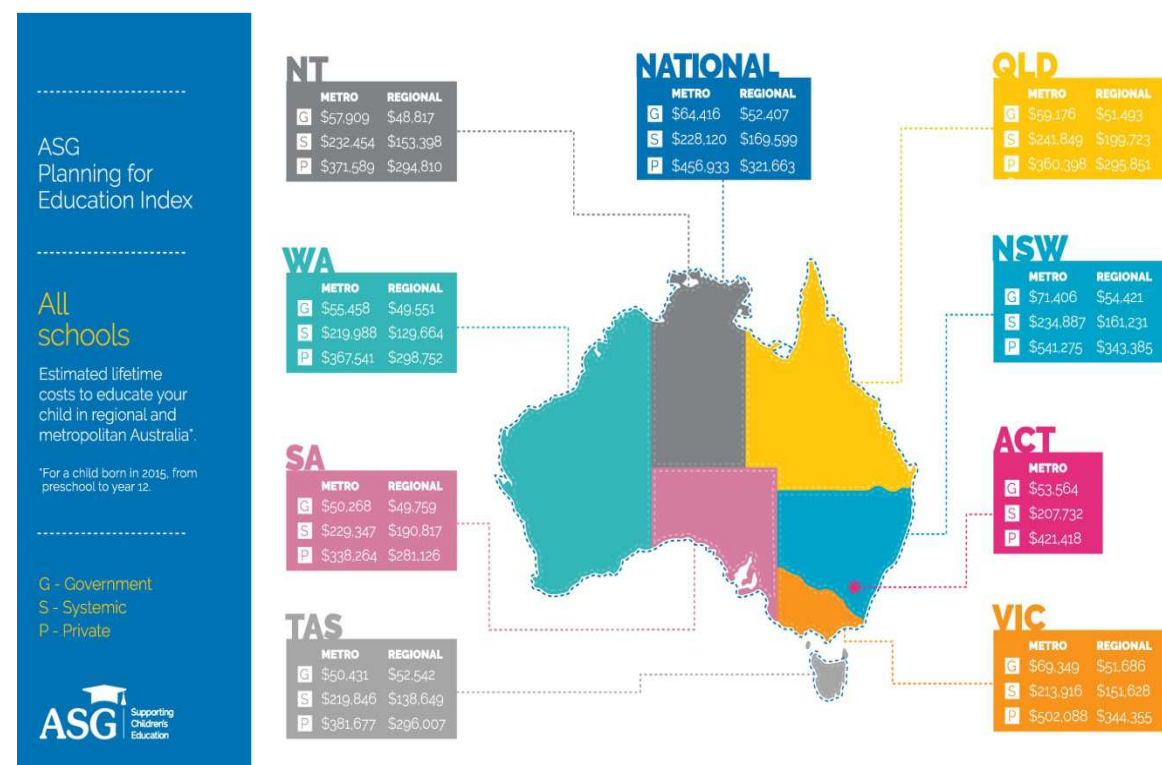 ASG
Planning for
Education Index
All
schools
Estimated lifetime
costs to educate your
child in regional and
metropolitan Australia*.
*For a child born in 2015, from
preschool to year 12.
G - Government
S - Systemic
P - Private
ASG Supporting
Children's
Education
NT
METRO REGIONAL
G $57,909 $48,817
S $232,454 $153,398
P $371,589 $294,810
NATIONAL
METRO REGIONAL
G $64,416 $52,407
S $228,120 $169,599
P $456,933 $321,663
QLD
METRO REGIONAL
G $59,176 $51,493
S $241,849 $199,723
P $360,398 $295,851
WA
METRO REGIONAL
G $55,458 $49,551
S $219,988 $129,664
P $367,541 $298,752
NSW
METRO REGIONAL
G $71,406 $54,421
S $234,887 $161,231
P $541,275 $343,385
SA
METRO REGIONAL
G $50,268 $49,759
S $229,347 $190,817
P $338,264 $281,126
ACT
METRO
G $53,564
S $207,732
P $421,418
TAS
METRO REGIONAL
G $50,431 $52,542
S $219,846 $138,649
P $381,677 $296,007
VIC
METRO REGIONAL
G $69,349 $51,686
S $213,916 $151,628
P $502,088 $344,355